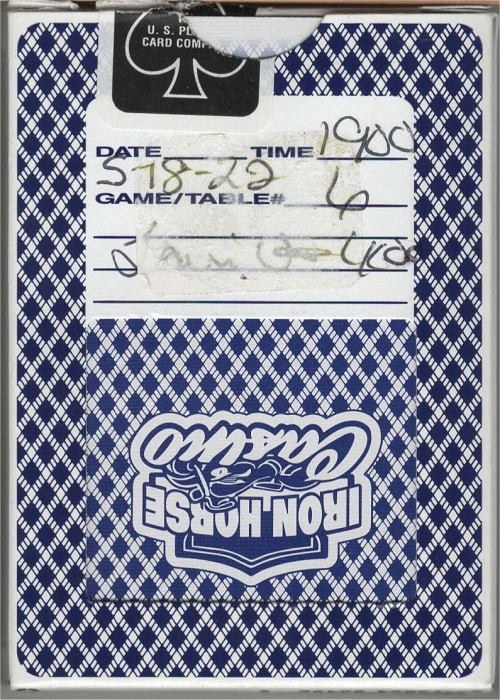 U. S. PL
CARD COMP
DATE TIME 1900
5-18-22
GAME/TABLE# 6
IRON HORSE
Casino